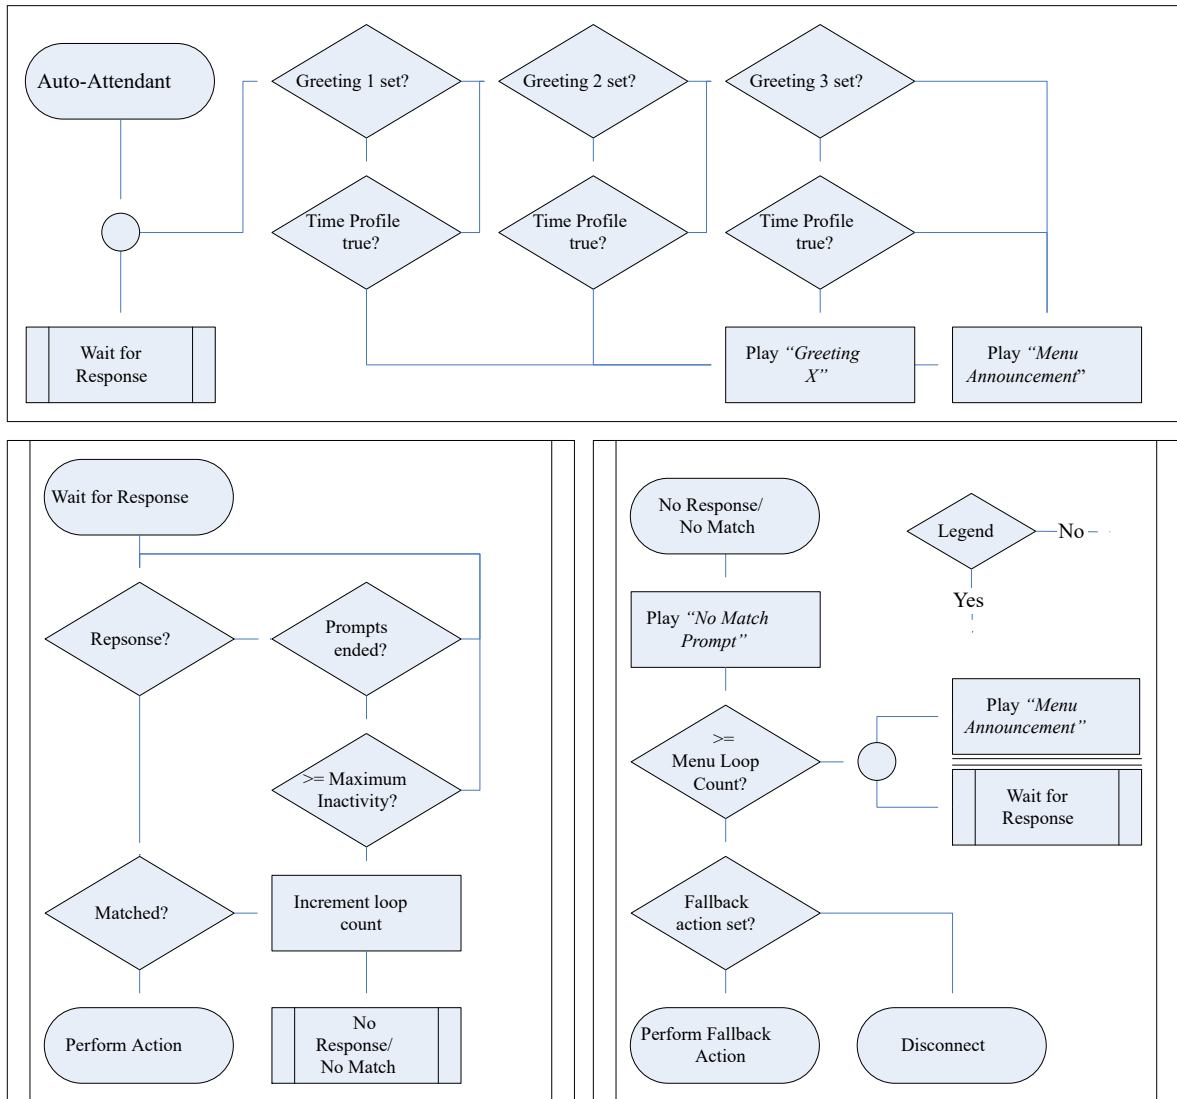 Auto-Attendant
Greeting 1 set?
Greeting 2 set?
Greeting 3 set?
Time Profile
true?
Time Profile
true?
Time Profile
true?
Wait for
Response
Play “Greeting
X”
Play “Menu
Announcement”
Wait for Response
Repsonse?
Prompts
ended?
>= Maximum
Inactivity?
Matched?
Increment loop
count
Perform Action
No
Response/
No Match
No Response/
No Match
Legend
No
Yes
Play “No Match
Prompt”
>=
Menu Loop
Count?
Play “Menu
Announcement”
Wait for
Response
Fallback
action set?
Perform Fallback
Action
Disconnect